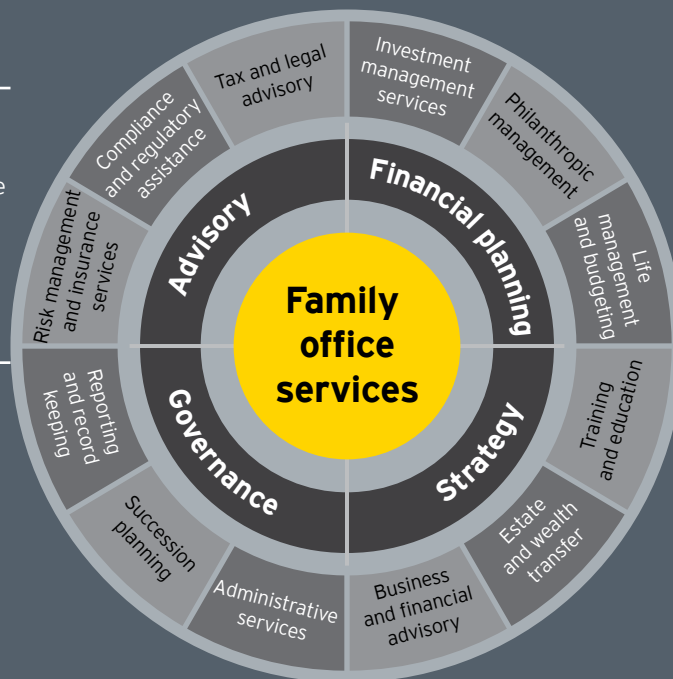 Family
office
services
Financial planning
Strategy
Governance
Advisory
Investment
management
services
Philanthropic
management
Life
management
and budgeting
Training
and education
Estate
and wealth
transfer
Business
and financial
advisory
Administrative
services
Succession
planning
Reporting
and record
keeping
Risk management
and insurance
services
Compliance
and regulatory
assistance
Tax and legal
advisory